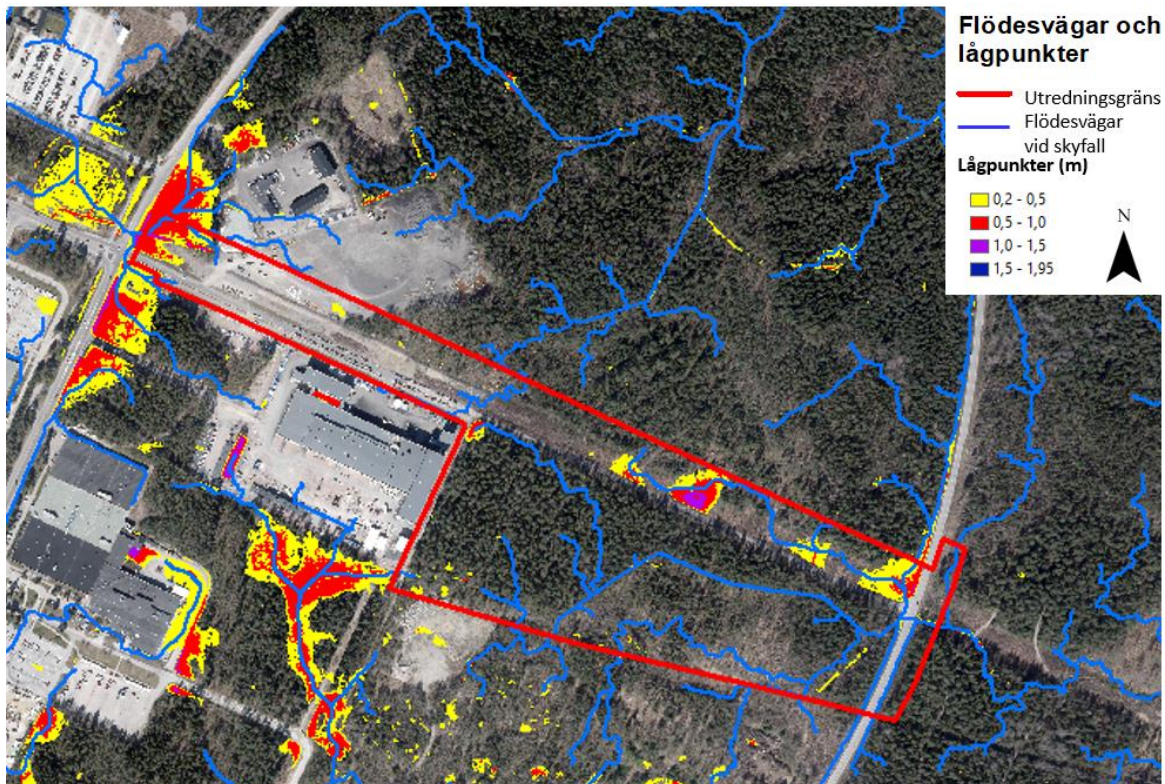 Flödesvägar och
lågpunkter
Utredningsgräns
Flödesvägar
vid skyfall
Lågpunkter (m)
0,2 - 0,5
0,5 - 1,0
1,0 - 1,5
1,5 - 1,95
N